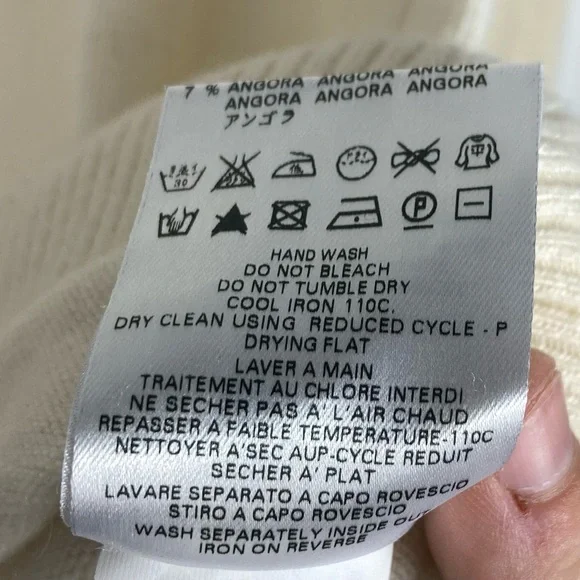 7 % ANGORA ANGORA ANGORA
ANGORA ANGORA ANGORA
アンゴラ
30
中
P
HAND WASH
DO NOT BLEACH
DO NOT TUMBLE DRY
COOL IRON 110C.
DRY CLEAN USING REDUCED CYCLE - P
DRYING FLAT
LAVER A MAIN
TRAITEMENT AU CHLORE INTERDI
NE SECHER PAS A' L'AIR CHAUD
REPASSER A FAIBLE TEMPERATURE-110C
NETTOYER A'SEC AUP-CYCLE REDUIT
SECHER A' PLAT
LAVARE SEPARATO A CAPO ROVESCIO
STIRO A CAPO ROVESCIO
WASH SEPARATELY INSIDE OUT
IRON ON REVERSE